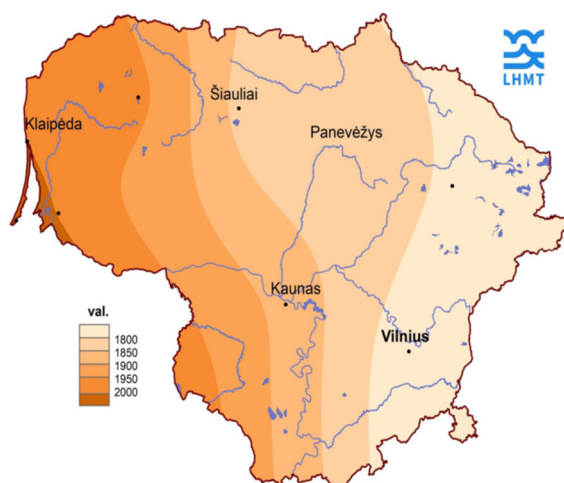 LHMT
Šiauliai
Klaipėda
Panevėžys
Kaunas
Vilnius
val.
1800
1850
1900
1950
2000